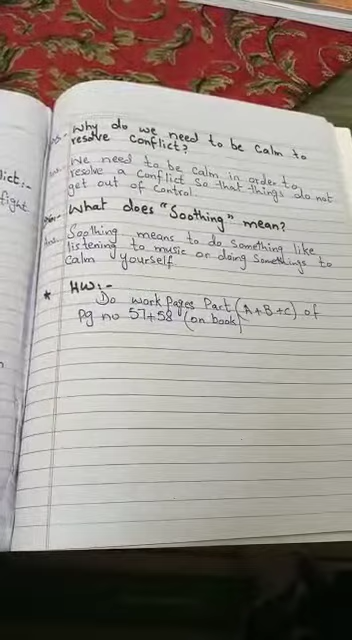 Why do we need to be calm to
resolve conflict?
We need to be calm in order to
resolve a conflict so that things do not
get out of control.
What does "Soothing" mean?
Soothing means to do something like
listening to music or doing somethings to
calm yourself
* HW:-
Do work pages Part (A+B+C) of
Pg no 57+58 (on book)
lict:-
fight